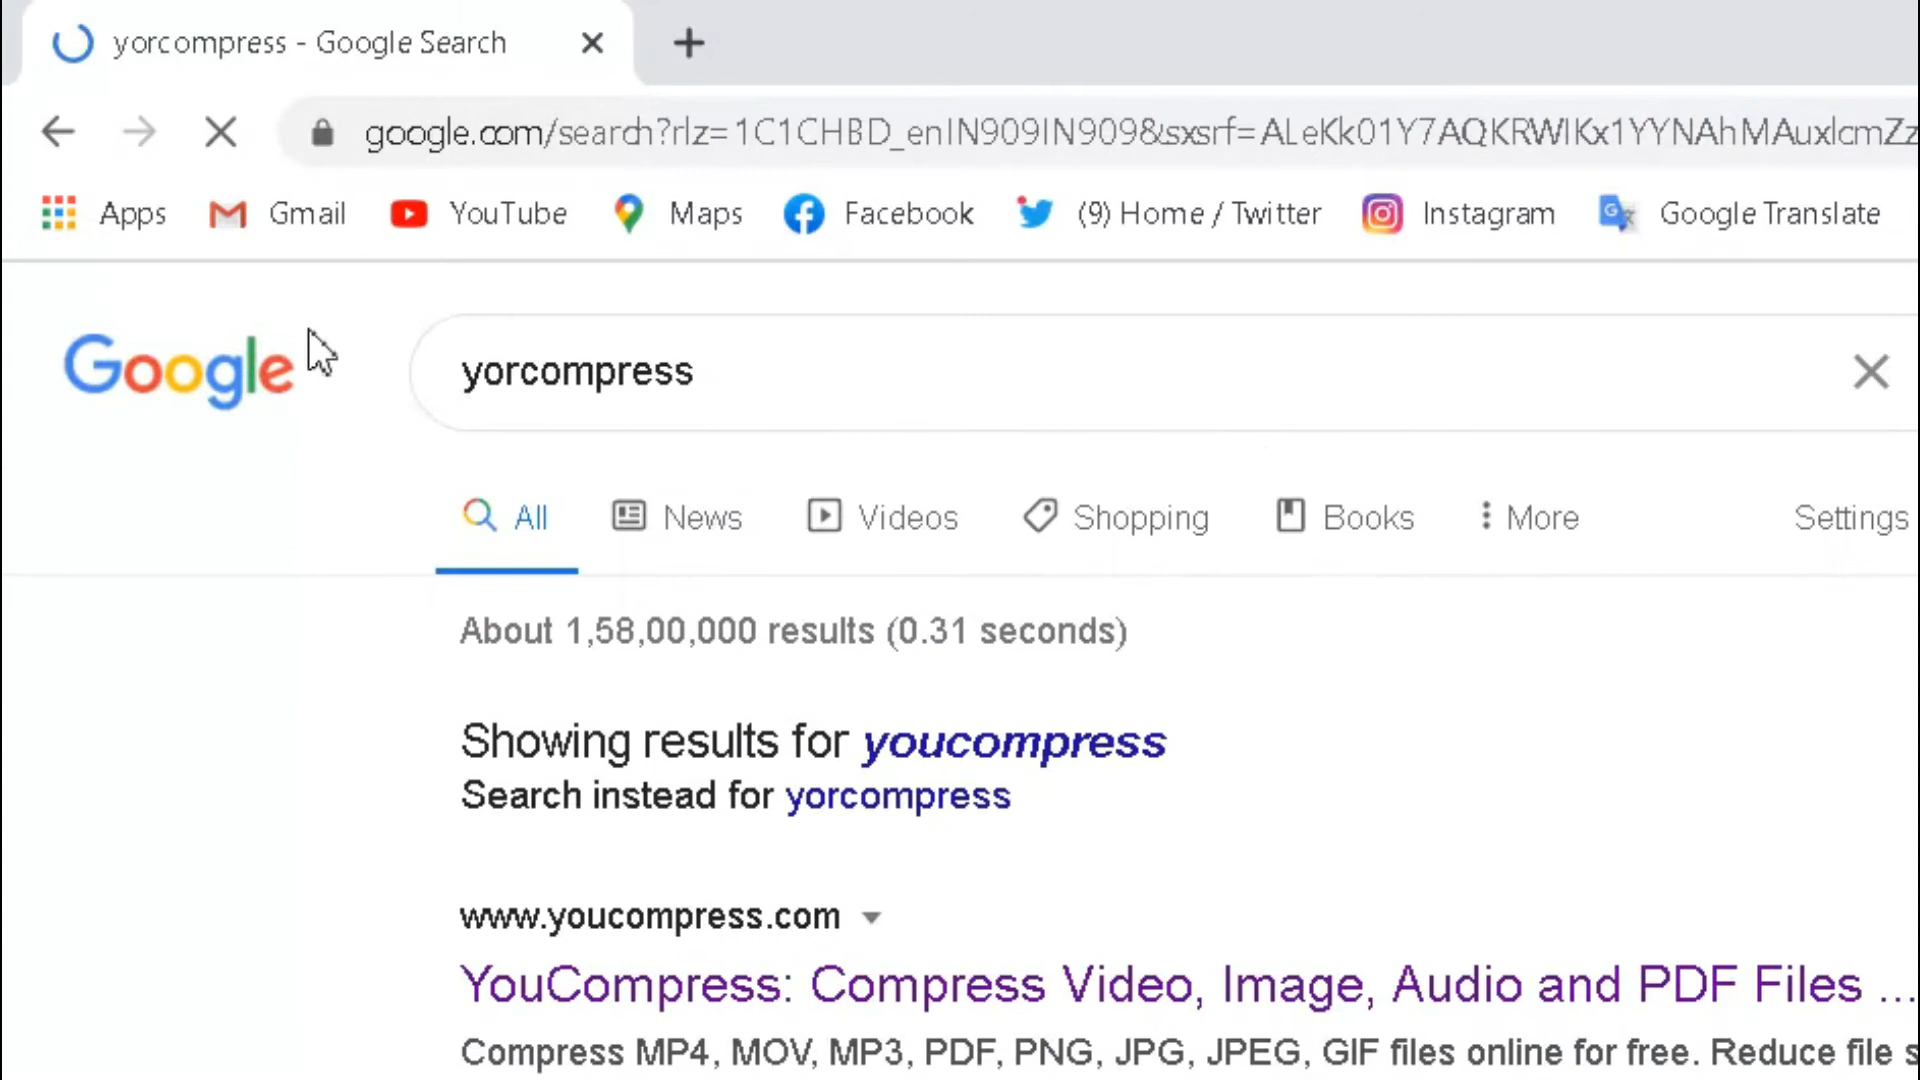 yorcompress - Google Search
google.com/search?rlz=1C1CHBD_enIN909IN909&sxsrf=ALeKk01Y7AQKRWIKx1YYNAhMAuxlcmZz
Apps Gmail YouTube Maps Facebook (9) Home / Twitter Instagram Google Translate
Google yorcompress
All News Videos Shopping Books More Settings
About 1,58,00,000 results (0.31 seconds)
Showing results for youcompress
Search instead for yorcompress
www.youcompress.com
YouCompress: Compress Video, Image, Audio and PDF Files ...
Compress MP4, MOV, MP3, PDF, PNG, JPG, JPEG, GIF files online for free. Reduce file s